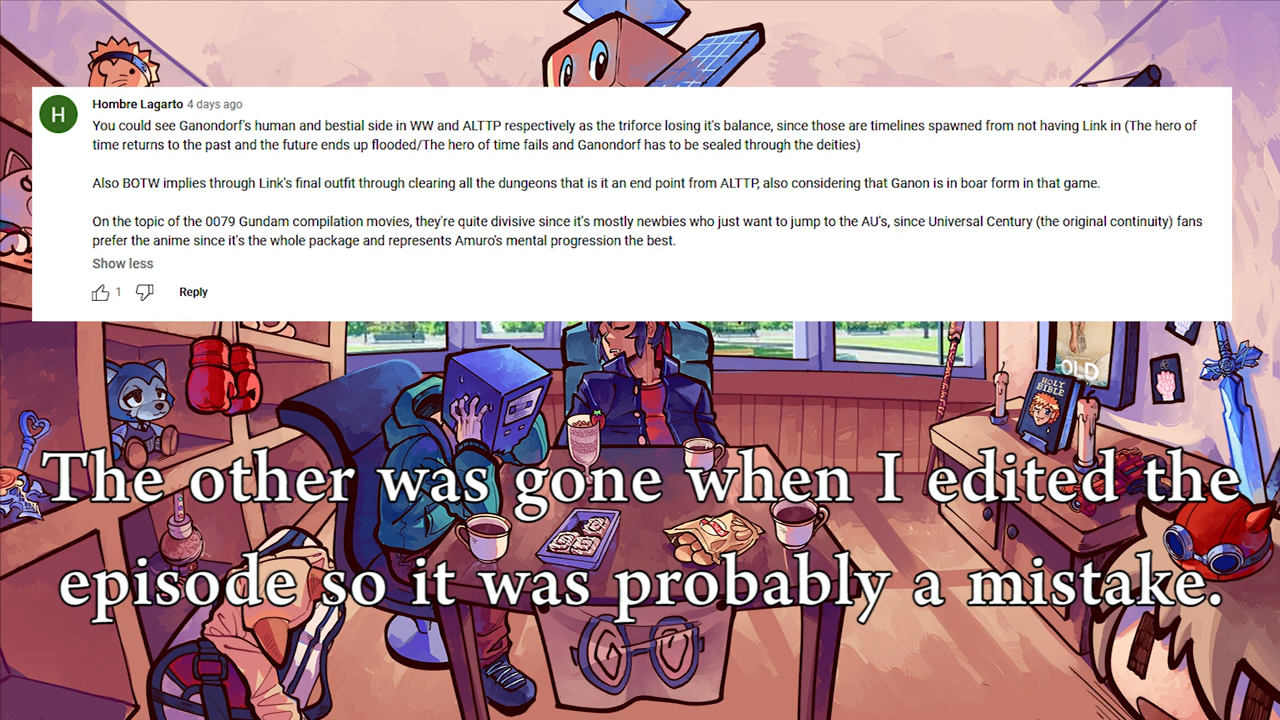 H
Hombre Lagarto 4 days ago
You could see Ganondorf's human and bestial side in WW and ALTTP respectively as the triforce losing it's balance, since those are timelines spawned from not having Link in (The hero of
time returns to the past and the future ends up flooded/The hero of time fails and Ganondorf has to be sealed through the deities)
Also BOTW implies through Link's final outfit through clearing all the dungeons that is it an end point from ALTTP, also considering that Ganon is in boar form in that game.
On the topic of the 0079 Gundam compilation movies, they're quite divisive since it's mostly newbies who just want to jump to the AU's, since Universal Century (the original continuity) fans
prefer the anime since it's the whole package and represents Amuro's mental progression the best.
Show less
1 Reply
OLD
HOLY
BIBLE
The other was gone when I edited the
episode so it was probably a mistake.